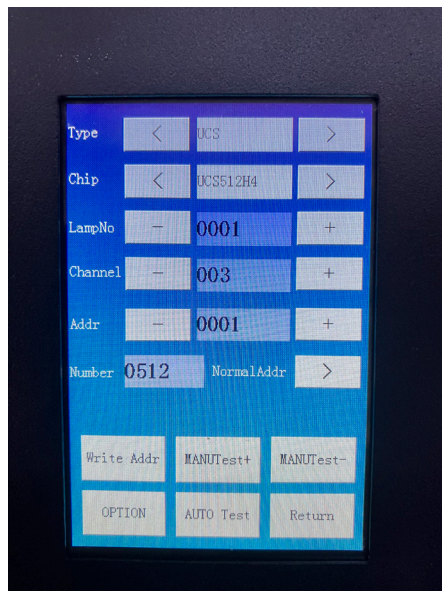 Type < UCS >
Chip < UCS512H4 >
LampNo - 0001 +
Channel - 003 +
Addr - 0001 +
Number 0512 NormalAddr >
Write Addr MANUTest+ MANUTest-
OPTION AUTO Test Return